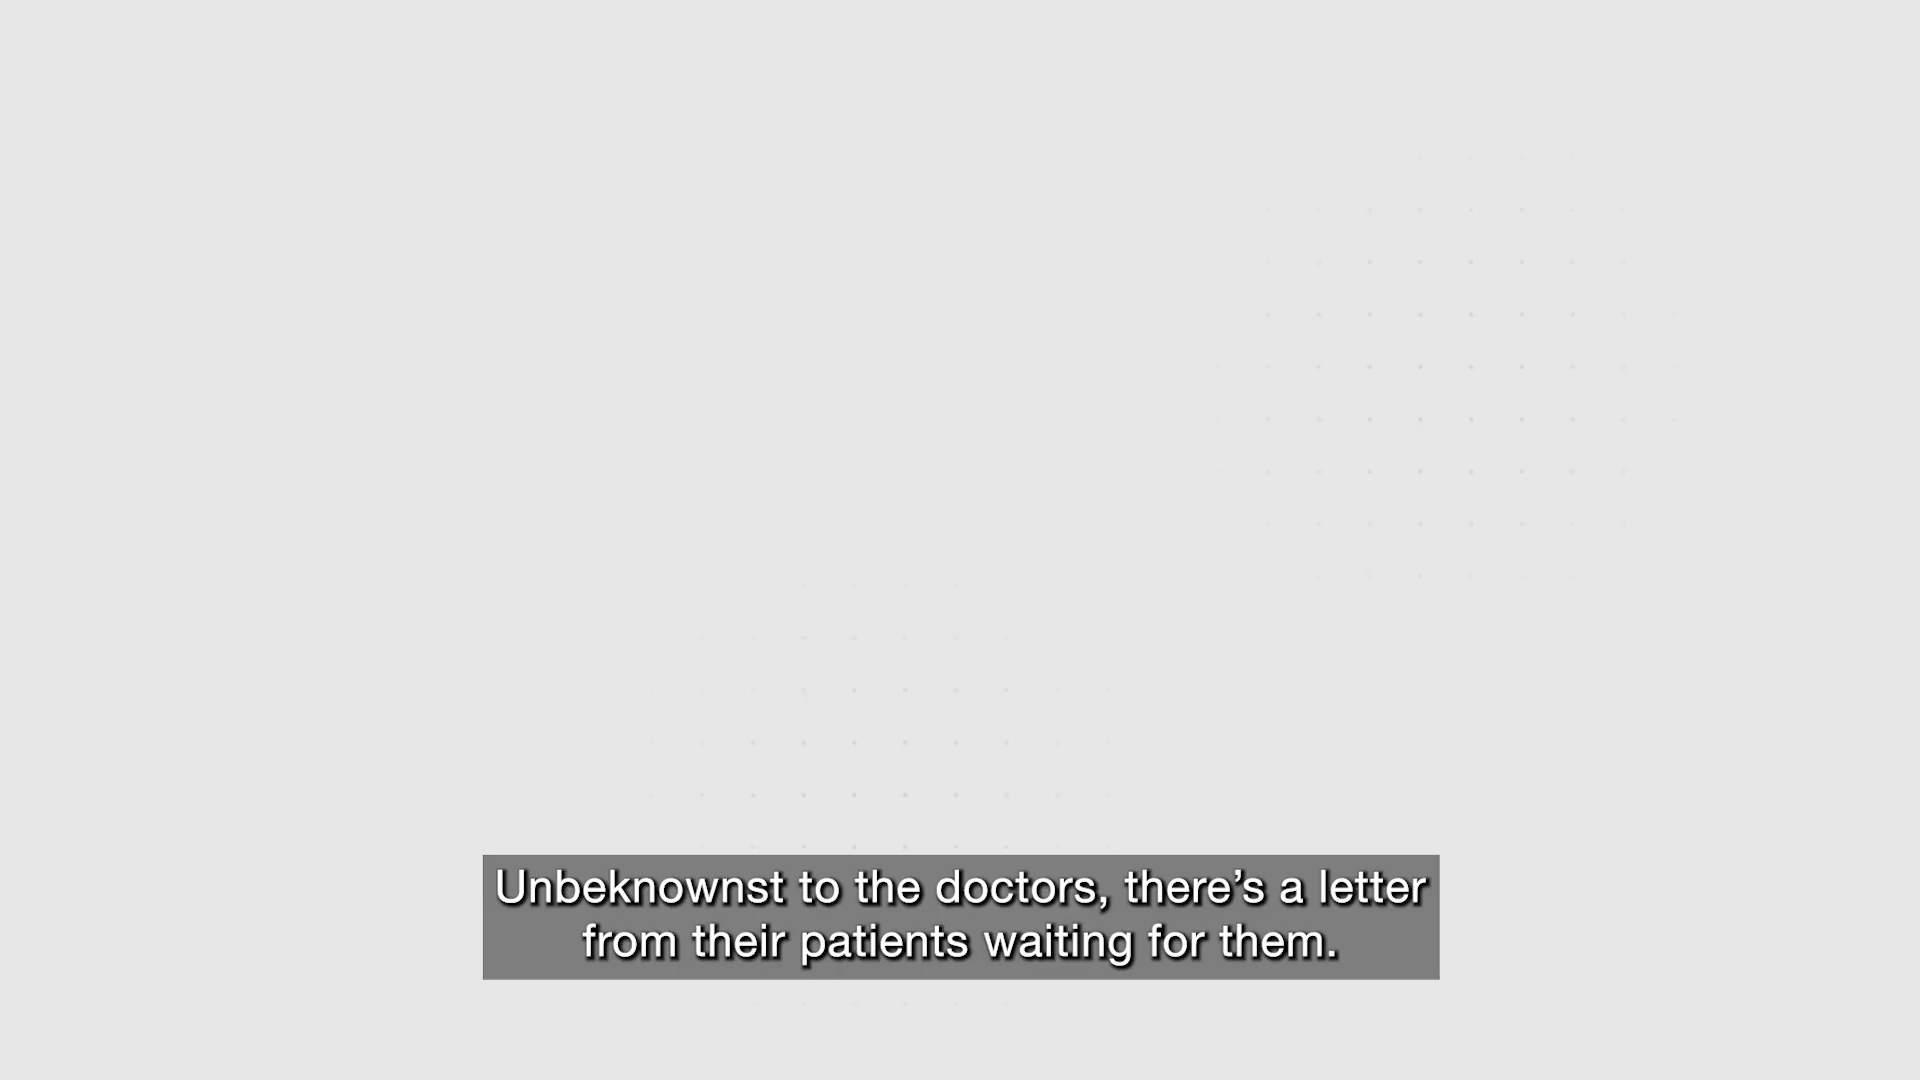 Unbeknownst to the doctors, there’s a letter
from their patients waiting for them.